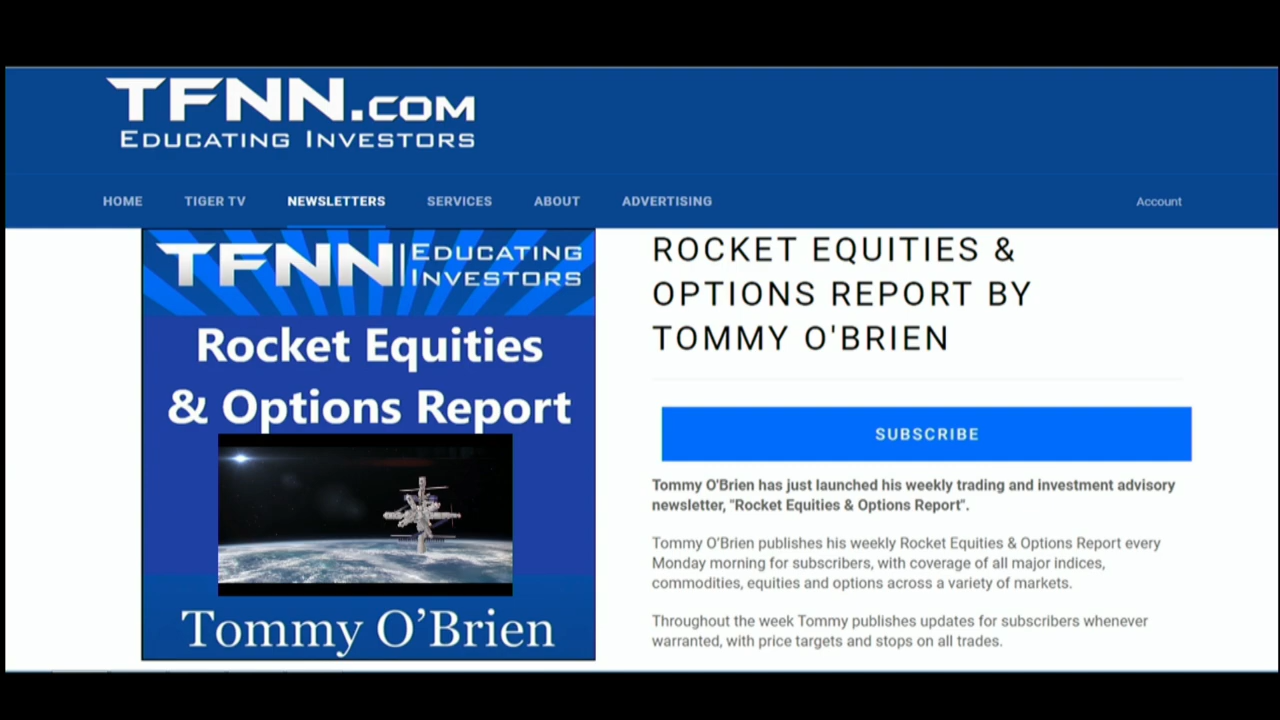 TFNN.COM
EDUCATING INVESTORS
HOME TIGER TV NEWSLETTERS SERVICES ABOUT ADVERTISING Account
TFNN EDUCATING
INVESTORS
Rocket Equities
& Options Report
Tommy O’Brien
ROCKET EQUITIES &
OPTIONS REPORT BY
TOMMY O'BRIEN
SUBSCRIBE
Tommy O'Brien has just launched his weekly trading and investment advisory
newsletter, "Rocket Equities & Options Report".
Tommy O'Brien publishes his weekly Rocket Equities & Options Report every
Monday morning for subscribers, with coverage of all major indices,
commodities, equities and options across a variety of markets.
Throughout the week Tommy publishes updates for subscribers whenever
warranted, with price targets and stops on all trades.